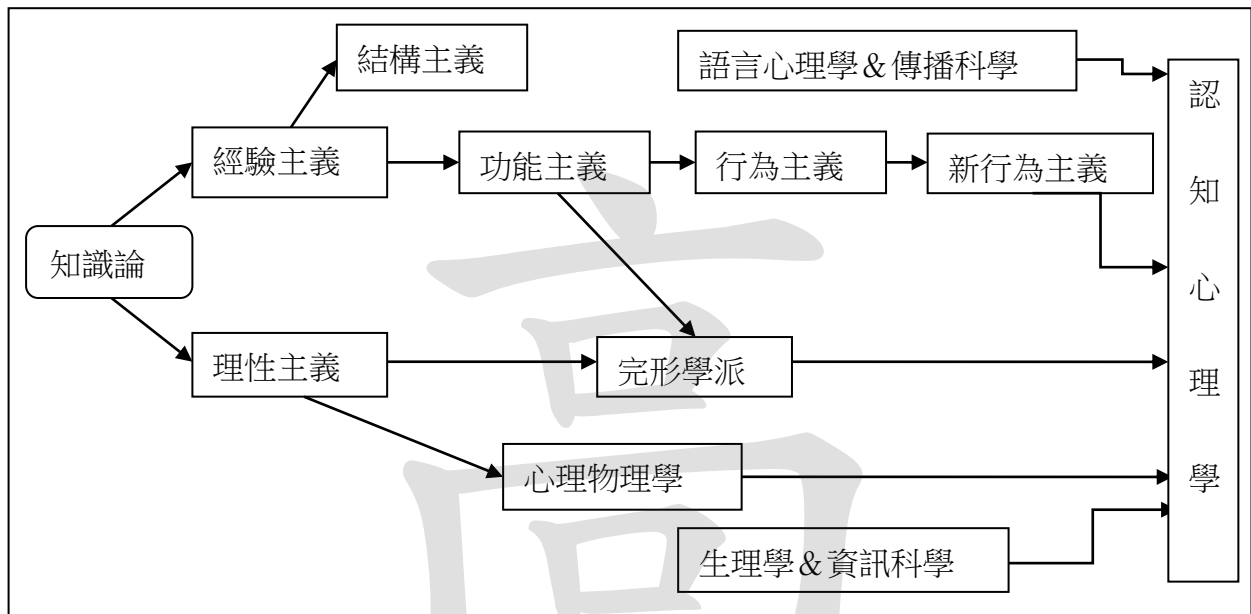 結構主義
語言心理學＆傳播科學
經驗主義
功能主義
行為主義
新行為主義
知識論
理性主義
完形學派
心理物理學
生理學＆資訊科學
認知心理學
高